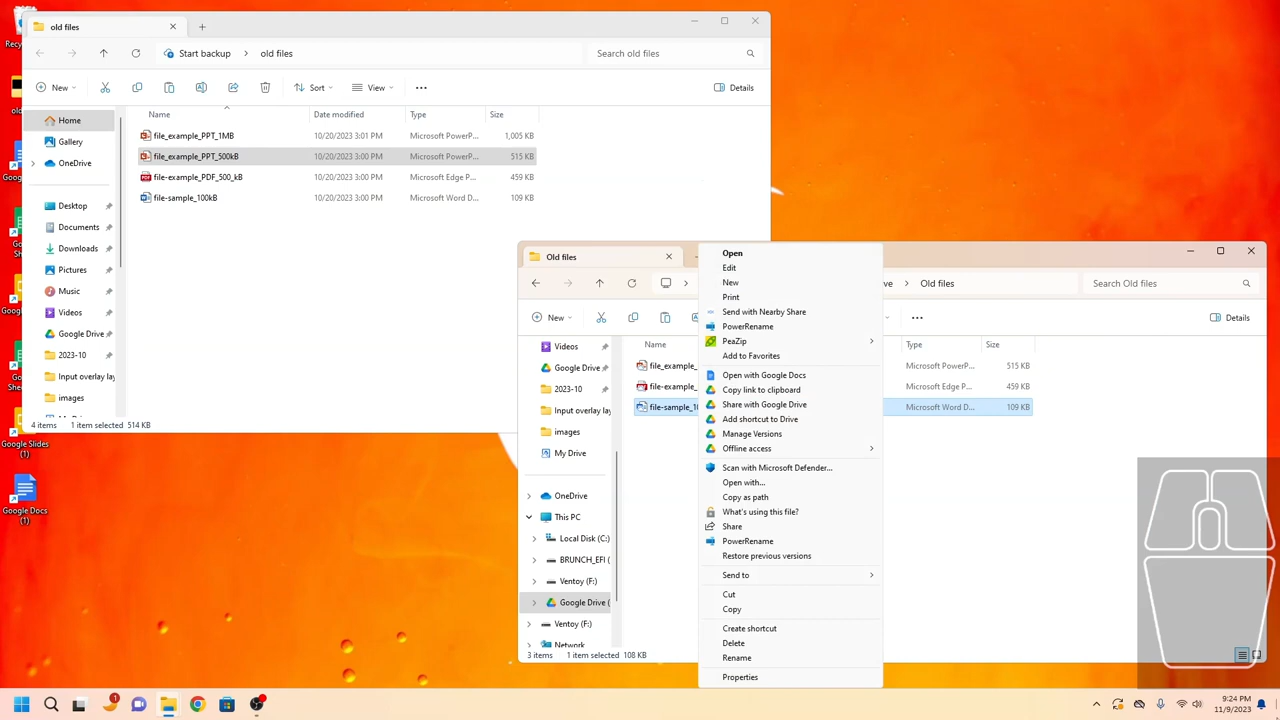 old files
Recy
Start backup
old files
Search old files
New
Sort
View
Details
Home
Gallery
OneDrive
Desktop
Documents
Downloads
Pictures
Music
Videos
Google Drive
2023-10
Input overlay lay
images
Name
Date modified
Type
Size
file_example_PPT_1MB
10/20/2023 3:01 PM
Microsoft PowerP...
1,005 KB
file_example_PPT_500kB
10/20/2023 3:00 PM
Microsoft PowerP...
515 KB
file-example_PDF_500_kB
10/20/2023 3:00 PM
Microsoft Edge P...
459 KB
file-sample_100kB
10/20/2023 3:00 PM
Microsoft Word D...
109 KB
4 items
1 item selected 514 KB
Google Slides
(1)
Google Docs
(1)
Old files
ve
Old files
Search Old files
New
Details
Videos
Google Drive
2023-10
Input overlay lay
images
My Drive
OneDrive
This PC
Local Disk (C:)
BRUNCH_EFI (
Ventoy (F:)
Google Drive (
Ventoy (F:)
Network
Name
Type
Size
file_example_
Microsoft PowerP...
515 KB
file-example_
Microsoft Edge P...
459 KB
file-sample_10
Microsoft Word D...
109 KB
3 items
1 item selected 108 KB
Open
Edit
New
Print
Send with Nearby Share
PowerRename
PeaZip
Add to Favorites
Open with Google Docs
Copy link to clipboard
Share with Google Drive
Add shortcut to Drive
Manage Versions
Offline access
Scan with Microsoft Defender...
Open with...
Copy as path
What's using this file?
Share
PowerRename
Restore previous versions
Send to
Cut
Copy
Create shortcut
Delete
Rename
Properties
1
9:24 PM
11/9/2023